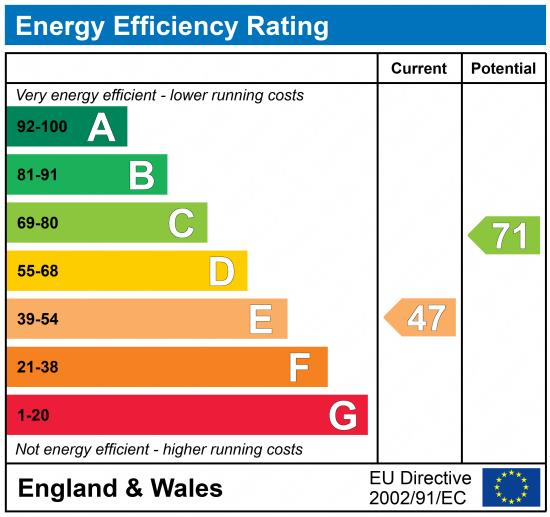 Energy Efficiency Rating
Current Potential
Very energy efficient - lower running costs
92-100 A
81-91 B
69-80 C
71
55-68 D
39-54 E 47
21-38 F
1-20 G
Not energy efficient - higher running costs
England & Wales
EU Directive
2002/91/EC